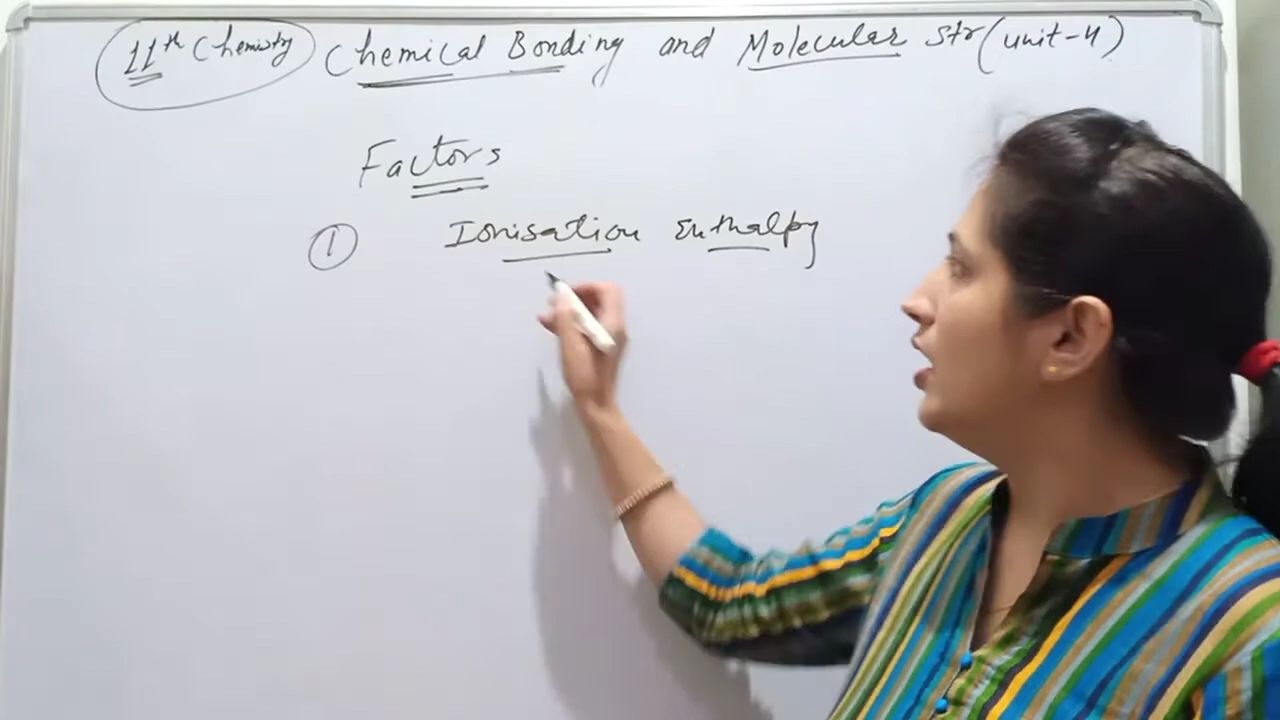 11th Chemistry Chemical Bonding and Molecular Str (unit-4)
Factors
① Ionisation Enthalpy